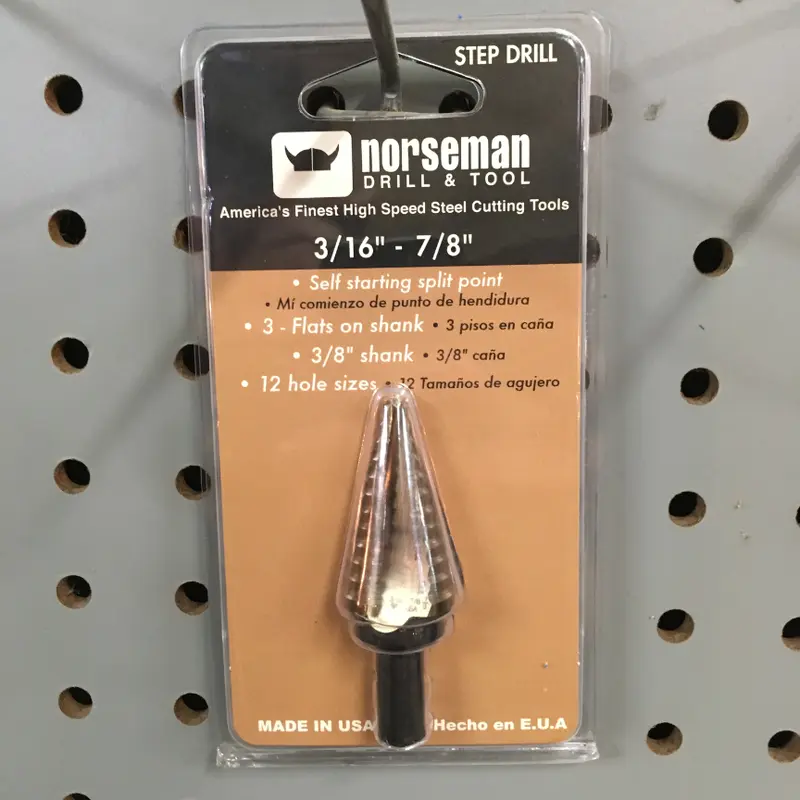 STEP DRILL
norseman
DRILL & TOOL
America's Finest High Speed Steel Cutting Tools
3/16" - 7/8"
• Self starting split point
• Mí comienzo de punto de hendidura
• 3 - Flats on shank • 3 pisos en caña
• 3/8" shank • 3/8" caña
• 12 hole sizes • 12 Tamaños de agujero
MADE IN USA Hecho en E.U.A